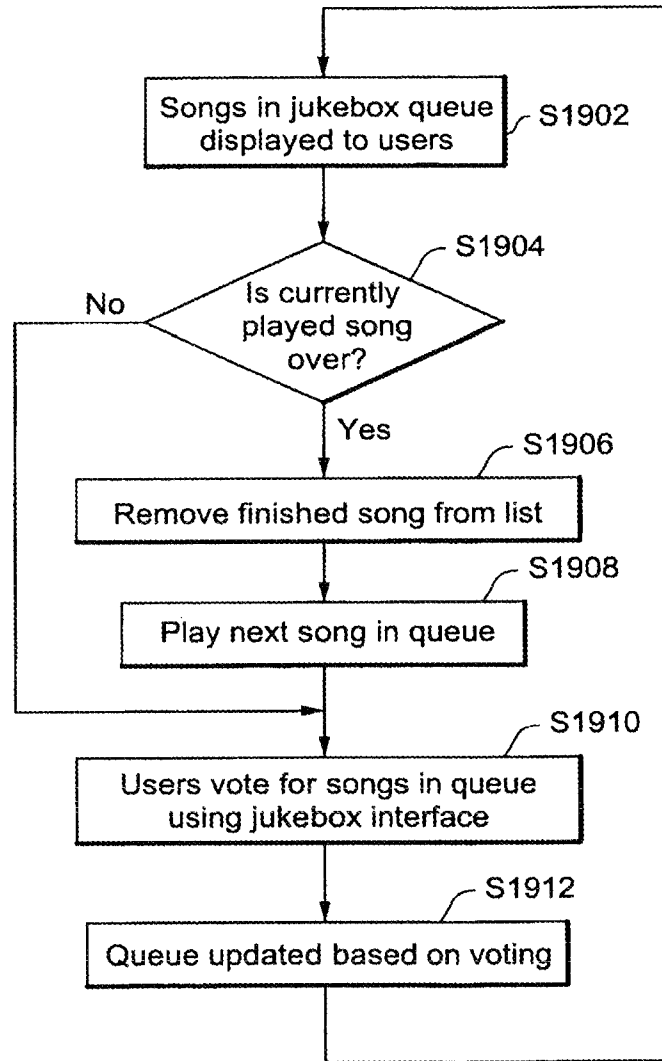 Songs in jukebox queue
displayed to users
S1902
S1904
No
Is currently
played song
over?
Yes
S1906
Remove finished song from list
S1908
Play next song in queue
S1910
Users vote for songs in queue
using jukebox interface
S1912
Queue updated based on voting